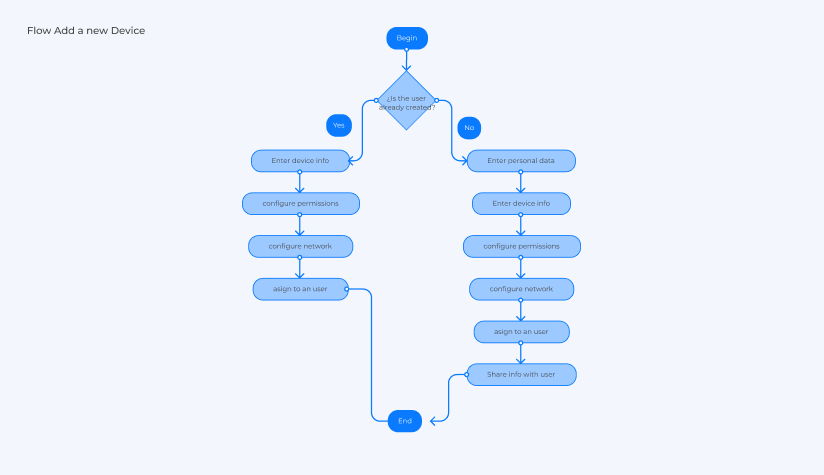 Flow Add a new Device
Begin
¿Is the user
already created?
Yes
No
Enter device info
configure permissions
configure network
asign to an user
Enter personal data
Enter device info
configure permissions
configure network
asign to an user
Share info with user
End